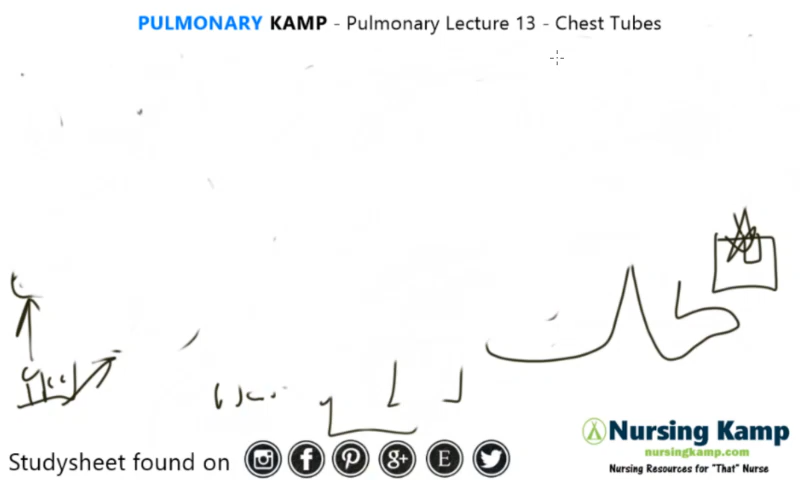 PULMONARY KAMP - Pulmonary Lecture 13 - Chest Tubes
Nursing Kamp
nursingkamp.com
Nursing Resources for "That" Nurse
Studysheet found on